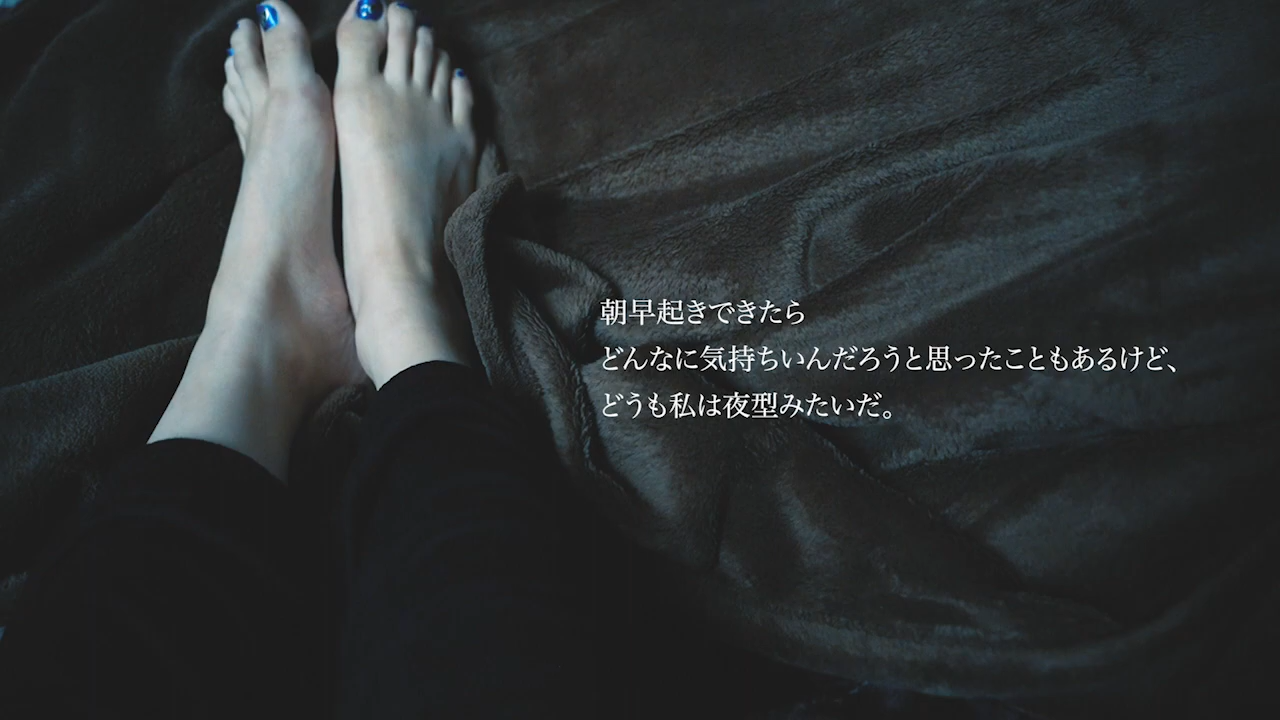 朝早起きできたら
どんなに気持ちいいんだろうと思ったこともあるけど、
どうも私は夜型みたいだ。